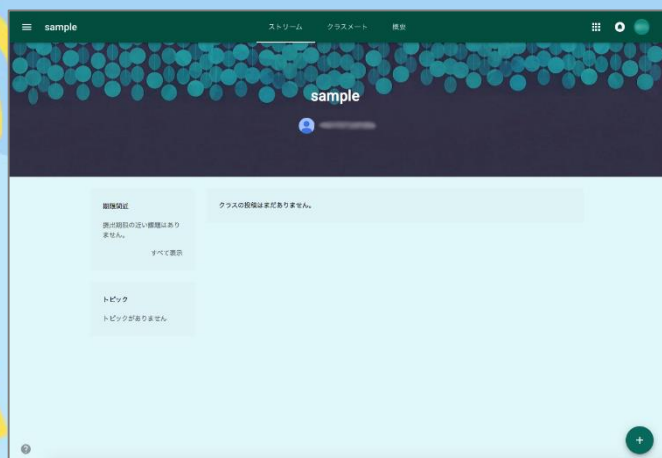 sample
ストリーム クラスメート 概要
sample
期限間近
提出期限の近い課題はあり
ません。
すべて表示
クラスの投稿はまだありません。
トピック
トピックがありません